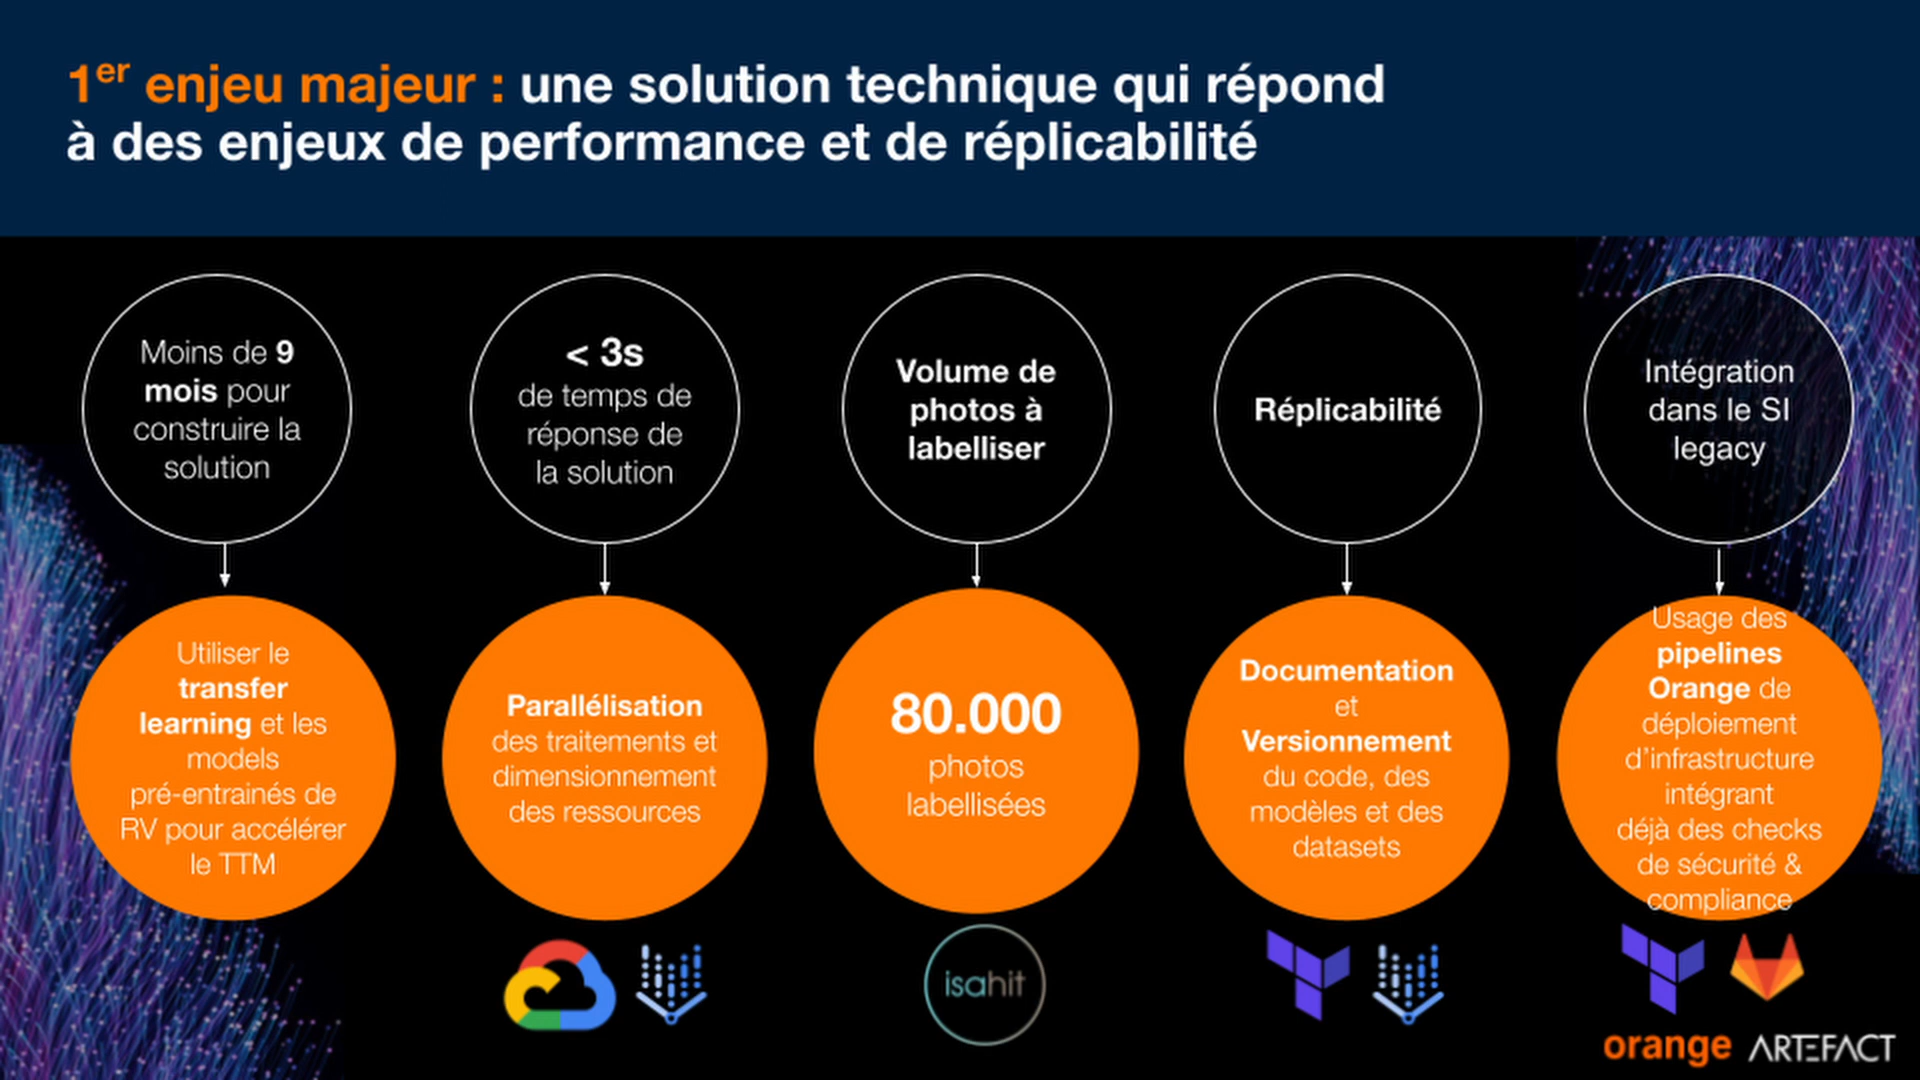 1er enjeu majeur : une solution technique qui répond
à des enjeux de performance et de réplicabilité
Moins de 9
mois pour
construire la
solution
< 3s
de temps de
réponse de
la solution
Volume de
photos à
labelliser
Réplicabilité
Intégration
dans le SI
legacy
Utiliser le
transfer
learning et les
models
pré-entrainés de
RV pour accélérer
le TTM
Parallélisation
des traitements et
dimensionnement
des ressources
80.000
photos
labellisées
Documentation
et
Versionnement
du code, des
modèles et des
datasets
Usage des
pipelines
Orange de
déploiement
d'infrastructure
intégrant
déjà des checks
de sécurité &
compliance
isahit
orange ARTEFACT